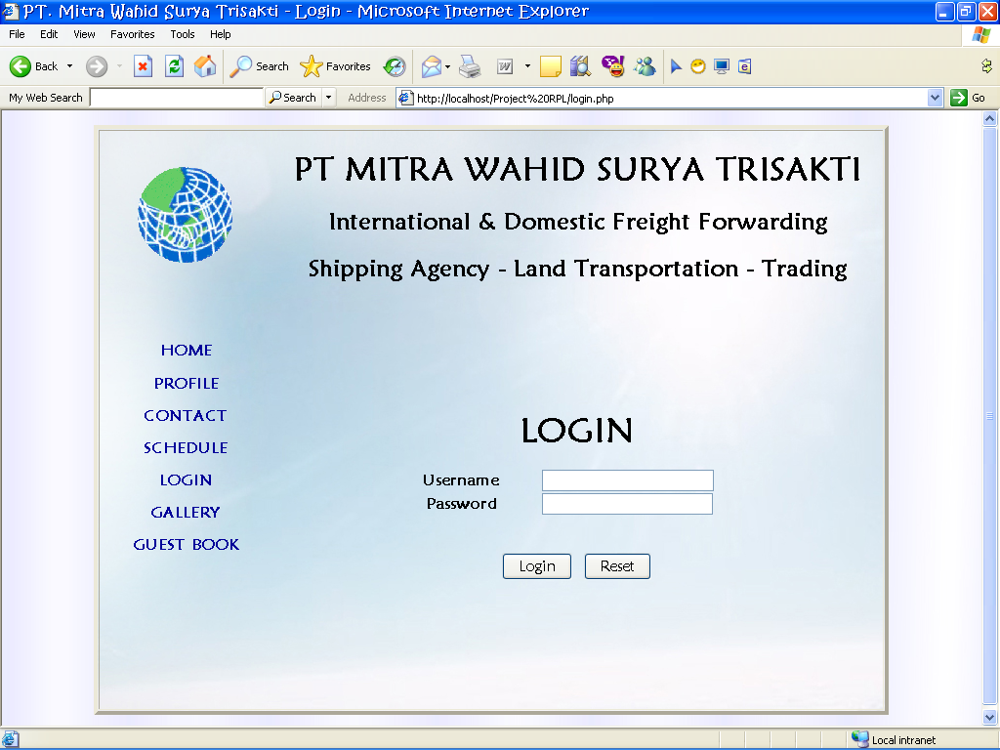 PT. Mitra Wahid Surya Trisakti - Login - Microsoft Internet Explorer
File Edit View Favorites Tools Help
Back Search Favorites
My Web Search Search Address http://localhost/Project%20RPL/login.php Go
PT MITRA WAHID SURYA TRISAKTI
International & Domestic Freight Forwarding
Shipping Agency - Land Transportation - Trading
HOME
PROFILE
CONTACT
SCHEDULE
LOGIN
GALLERY
GUEST BOOK
LOGIN
Username
Password
Login Reset
Local intranet